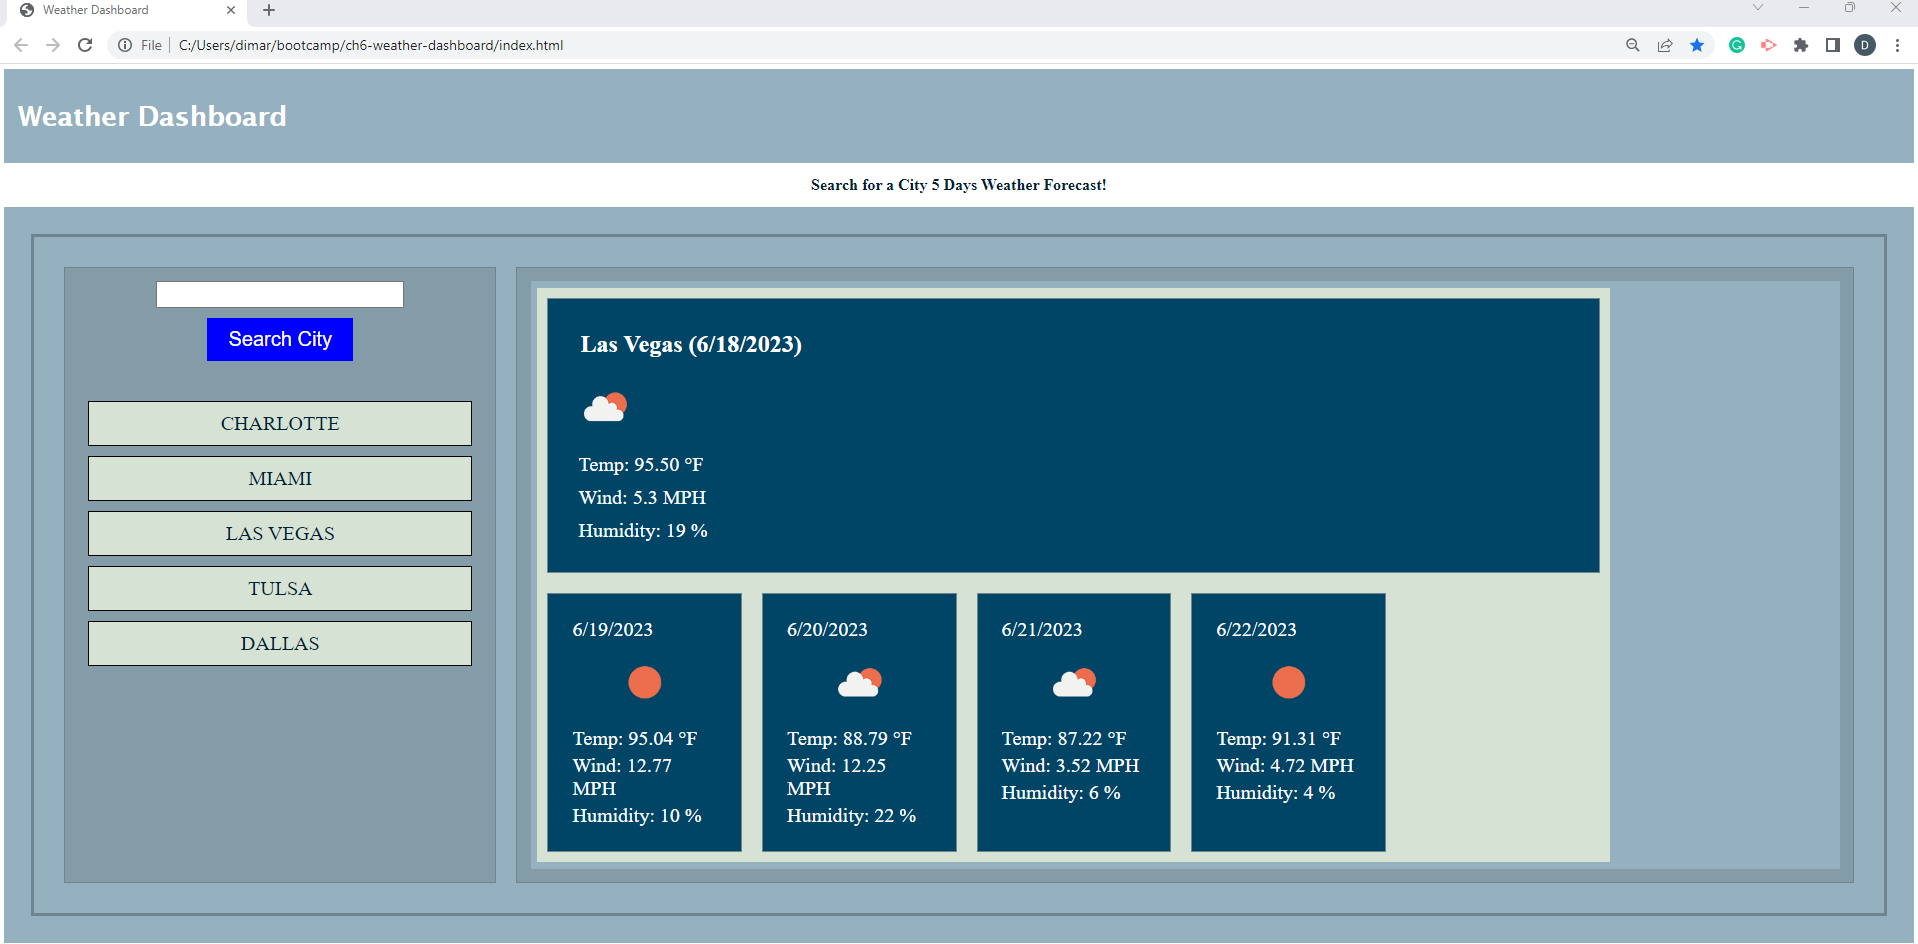 Weather Dashboard
File
C:/Users/dimar/bootcamp/ch6-weather-dashboard/index.html
G
D
Weather Dashboard
Search for a City 5 Days Weather Forecast!
Search City
CHARLOTTE
MIAMI
LAS VEGAS
TULSA
DALLAS
Las Vegas (6/18/2023)
Temp: 95.50 °F
Wind: 5.3 MPH
Humidity: 19 %
6/19/2023
Temp: 95.04 °F
Wind: 12.77
MPH
Humidity: 10 %
6/20/2023
Temp: 88.79 °F
Wind: 12.25
MPH
Humidity: 22 %
6/21/2023
Temp: 87.22 °F
Wind: 3.52 MPH
Humidity: 6 %
6/22/2023
Temp: 91.31 °F
Wind: 4.72 MPH
Humidity: 4 %